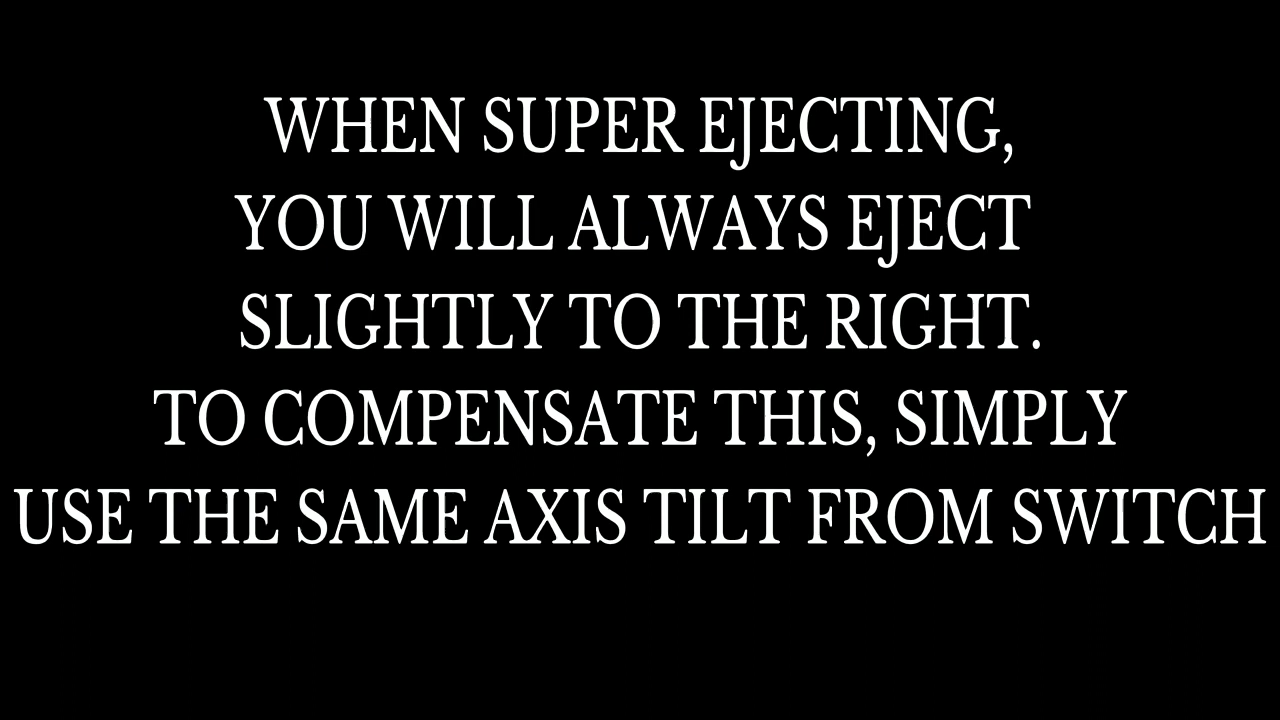 WHEN SUPER EJECTING,
YOU WILL ALWAYS EJECT
SLIGHTLY TO THE RIGHT.
TO COMPENSATE THIS, SIMPLY
USE THE SAME AXIS TILT FROM SWITCH